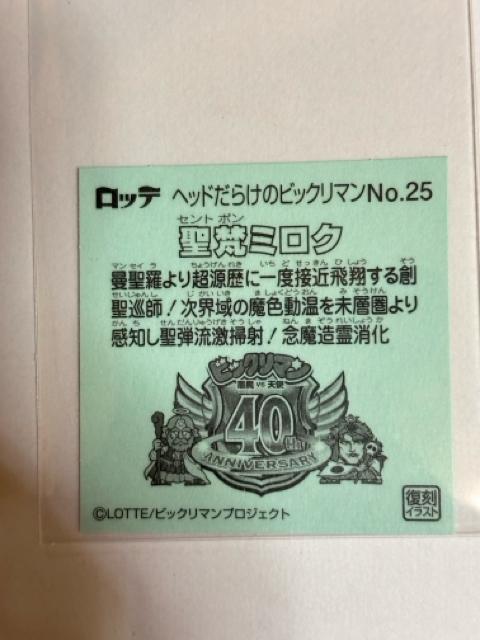 ロッテ ヘッドだらけのビックリマンNo.25
セント ボン
聖梵ミロク
マン セイ ラ ちょうげんれき いち ど せっきん ひ しょう そう
曼聖羅より超源歴に一度接近飛翔する創
せいじゅんし じ かい いき ま しょくどうおん み そうけん
聖巡師！次界域の魔色動温を未層圏より
かん ち せんだんりゅうげきそうしゃ ねん ま ぞうれいしょうか
感知し聖弾流激掃射！念魔造霊消化
ビックリマン
悪魔 VS 天使
40TH
ANNIVERSARY
©LOTTE/ビックリマンプロジェクト
復刻
イラスト